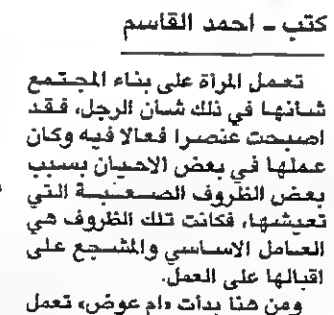 كتب ـ احمد القاسم
تعمل المرأة على بناء المجتمع
شأنها في ذلك شأن الرجل، فقد
اصبحت عنصرا فعالا فيه وكان
عملها في بعض الاحيان بسبب
بعض الظروف الصعبة التي
تعيشها، فكانت تلك الظروف هي
العامل الاساسي والمشجع على
اقبالها على العمل.
ومن هنا بدأت «ام عوض» تعمل